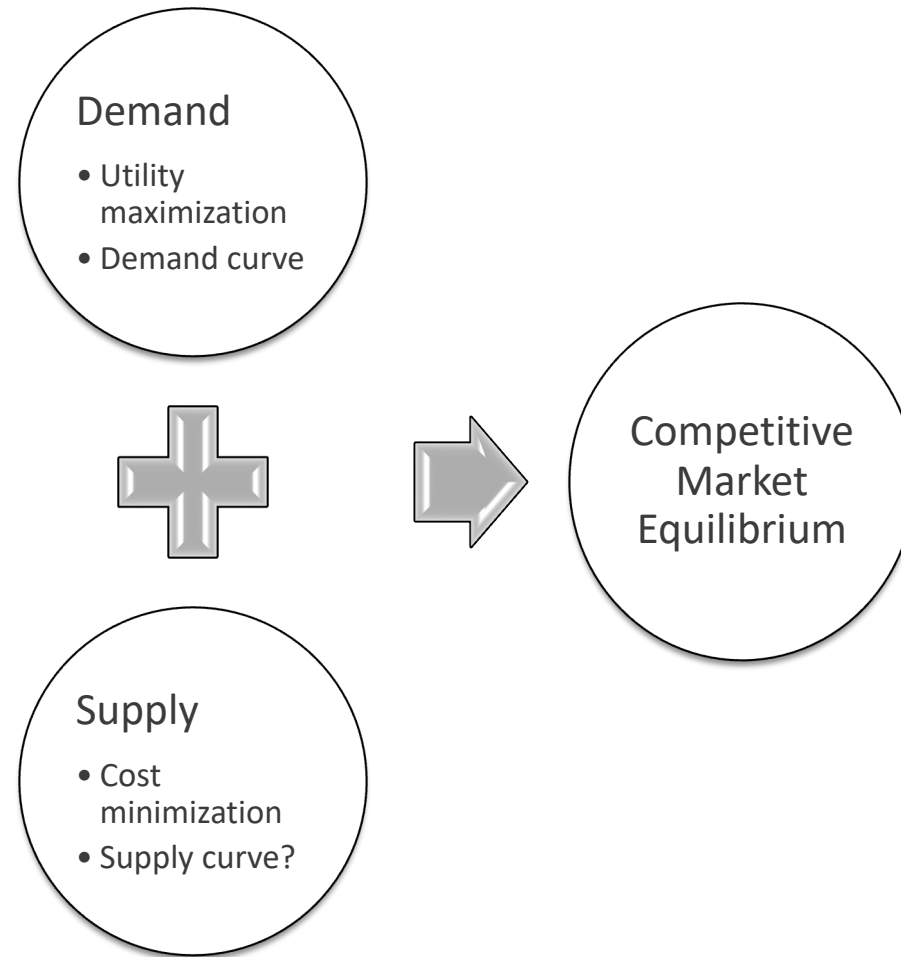 Demand
• Utility
maximization
• Demand curve
Competitive
Market
Equilibrium
Supply
• Cost
minimization
• Supply curve?